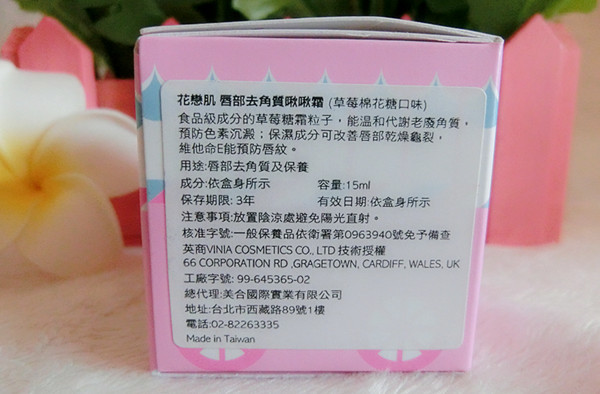 花戀肌 唇部去角質啾啾霜 (草莓棉花糖口味)
食品級成分的草莓糖霜粒子，能溫和代謝老廢角質，
預防色素沉澱；保濕成分可改善唇部乾燥龜裂，
維他命E能預防唇紋。
用途:唇部去角質及保養
成分:依盒身所示 容量:15ml
保存期限: 3年 有效日期:依盒身所示
注意事項:放置陰涼處避免陽光直射。
核准字號:一般保養品依衛署第0963940號免予備查
英商VINIA COSMETICS CO., LTD 技術授權
66 CORPORATION RD ,GRAGETOWN, CARDIFF, WALES, UK
工廠字號: 99-645365-02
總代理:美合國際實業有限公司
地址:台北市西藏路89號1樓
電話:02-82263335
Made in Taiwan